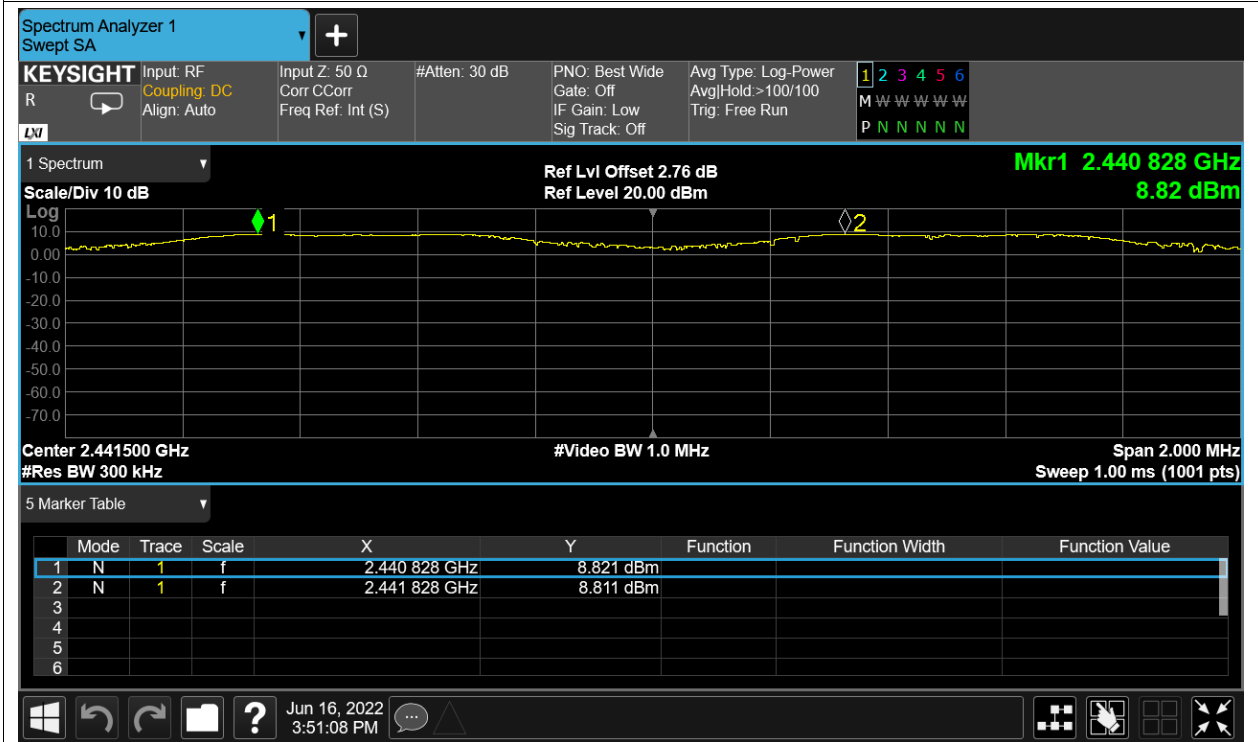 Spectrum Analyzer 1
Swept SA
+
KEYSIGHT Input: RF Input Z: 50 Ω #Atten: 30 dB PNO: Best Wide Avg Type: Log-Power 1 2 3 4 5 6
R Coupling: DC Corr CCorr Gate: Off Avg|Hold:>100/100 M W W W W W
Align: Auto Freq Ref: Int (S) IF Gain: Low Trig: Free Run
LXI Sig Track: Off P N N N N N
1 Spectrum Ref Lvl Offset 2.76 dB Mkr1 2.440 828 GHz
Scale/Div 10 dB Ref Level 20.00 dBm 8.82 dBm
Log
1 2
10.0
0.00
-10.0
-20.0
-30.0
-40.0
-50.0
-60.0
-70.0
Center 2.441500 GHz #Video BW 1.0 MHz Span 2.000 MHz
#Res BW 300 kHz Sweep 1.00 ms (1001 pts)
5 Marker Table
Mode Trace Scale X Y Function Function Width Function Value
1 N 1 f 2.440 828 GHz 8.821 dBm
2 N 1 f 2.441 828 GHz 8.811 dBm
3
4
5
6
? Jun 16, 2022
3:51:08 PM